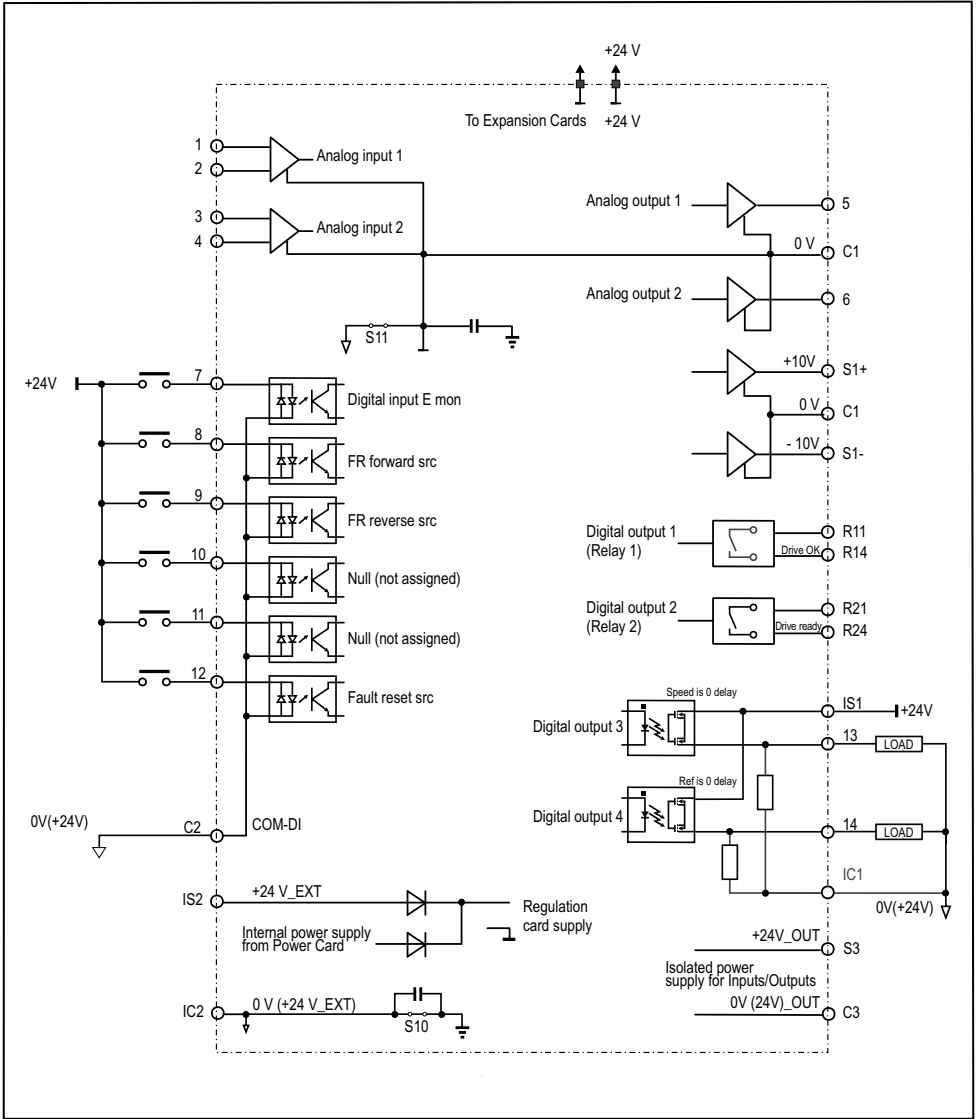 +24 V
To Expansion Cards +24 V
1
2
Analog input 1
3
4
Analog input 2
Analog output 1
5
0 V
C1
Analog output 2
6
S11
+24V
7
Digital input E mon
8
FR forward src
9
FR reverse src
10
Null (not assigned)
11
Null (not assigned)
12
Fault reset src
+10V
S1+
0 V
C1
- 10V
S1-
Digital output 1
(Relay 1)
R11
Drive OK
R14
Digital output 2
(Relay 2)
R21
Drive ready
R24
Speed is 0 delay
IS1
+24V
Digital output 3
13
LOAD
Ref is 0 delay
Digital output 4
14
LOAD
IC1
0V(+24V)
0V(+24V)
C2
COM-DI
IS2
+24 V_EXT
Internal power supply
from Power Card
Regulation
card supply
IC2
0 V (+24 V_EXT)
S10
+24V_OUT
S3
Isolated power
supply for Inputs/Outputs
0V (24V)_OUT
C3